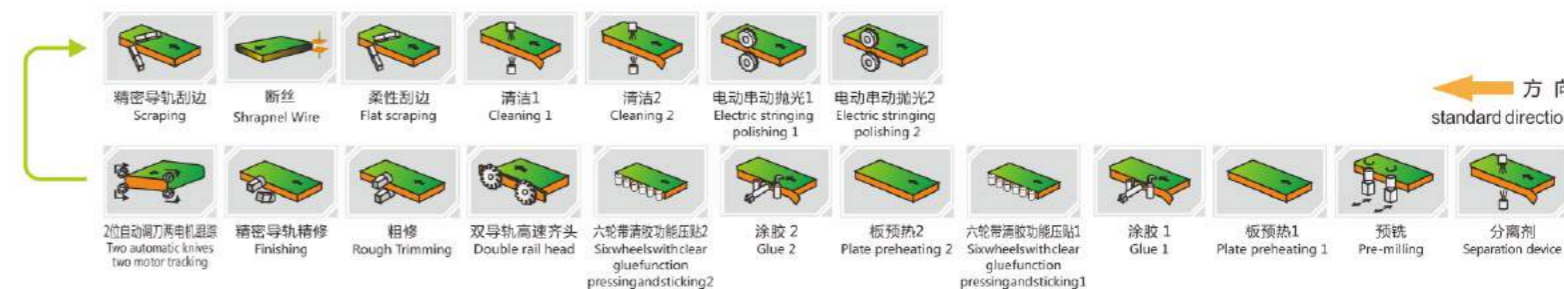 精密导轨刮边
Scraping
断丝
Shrapnel Wire
柔性刮边
Flat scraping
清洁1
Cleaning 1
清洁2
Cleaning 2
电动串动抛光1
Electric stringing
polishing 1
电动串动抛光2
Electric stringing
polishing 2
方
standard directio
2位自动调刀两电机跟踪
Two automatic knives
two motor tracking
精密导轨精修
Finishing
粗修
Rough Trimming
双导轨高速齐头
Double rail head
六轮带清胶功能压贴2
Sixwheelswithclear
gluefunction
pressingandsticking2
涂胶 2
Glue 2
板预热2
Plate preheating 2
六轮带清胶功能压贴1
Sixwheelswithclear
gluefunction
pressingandsticking1
涂胶 1
Glue 1
板预热1
Plate preheating 1
预铣
Pre-milling
分离剂
Separation device